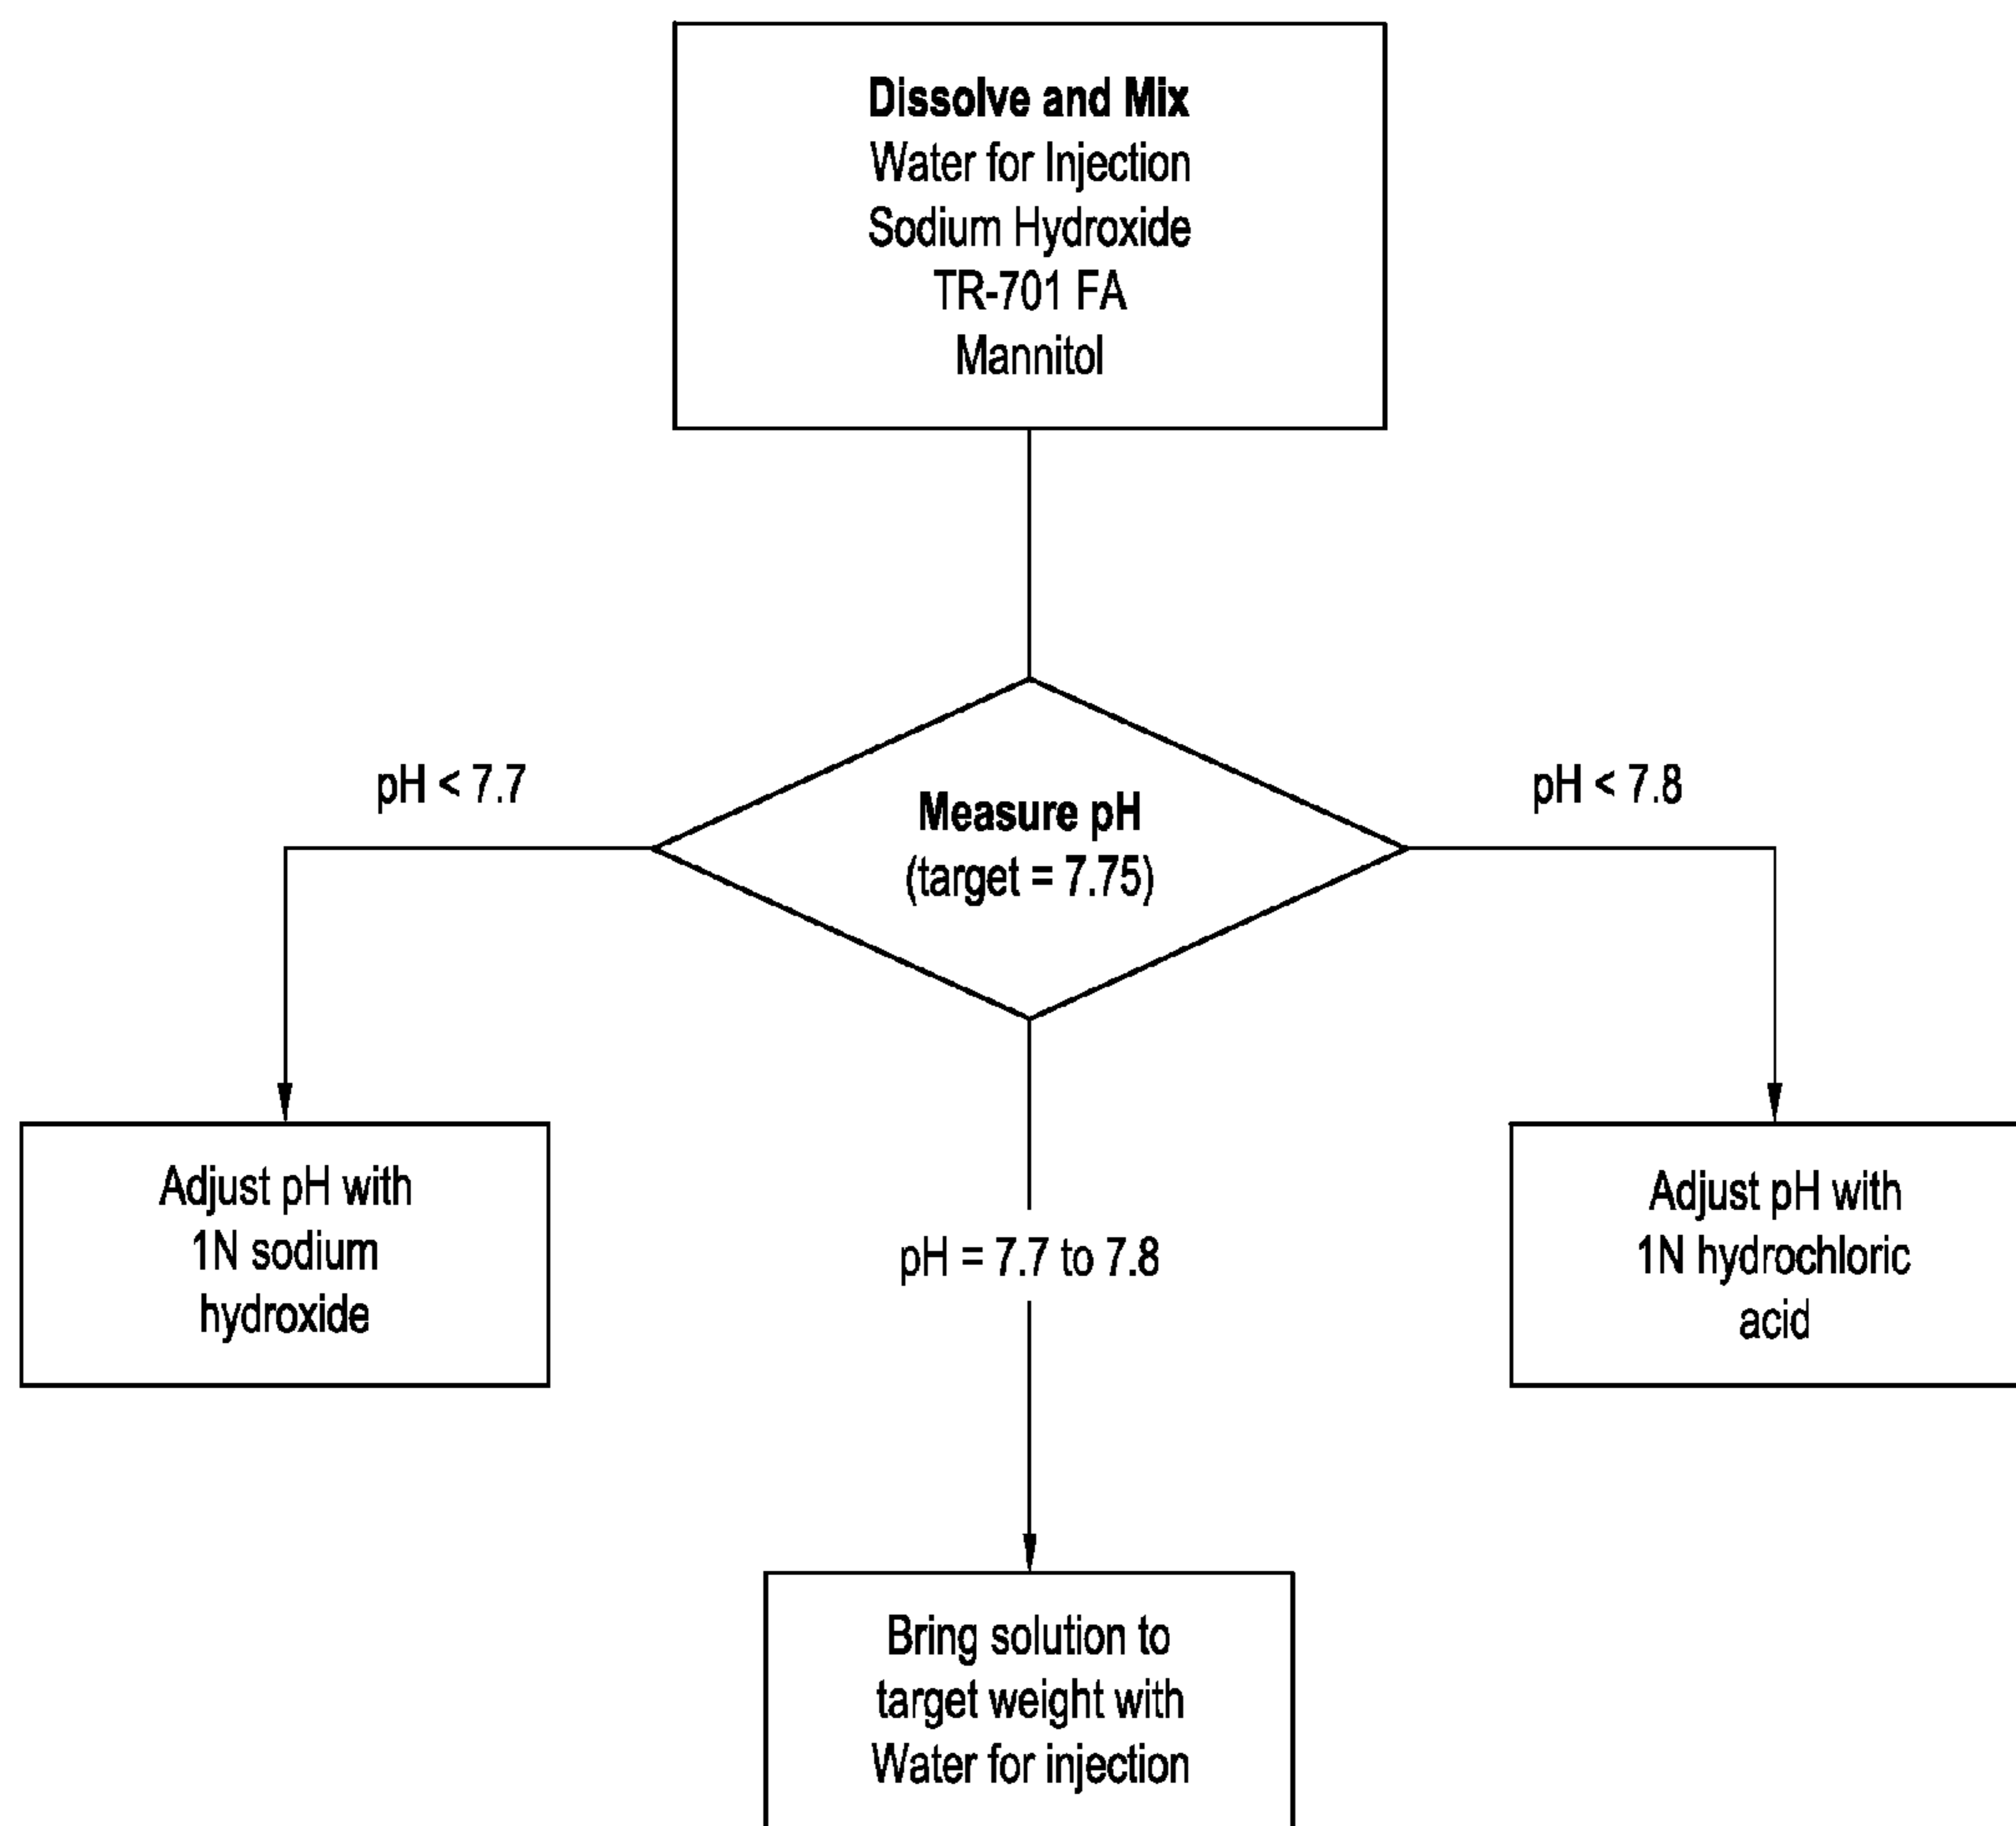 Dissolve and Mix
Water for Injection
Sodium Hydroxide
TR-701 FA
Mannitol
pH < 7.7
Measure pH
(target = 7.75)
pH < 7.8
Adjust pH with
1N sodium
hydroxide
pH = 7.7 to 7.8
Adjust pH with
1N hydrochloric
acid
Bring solution to
target weight with
Water for injection